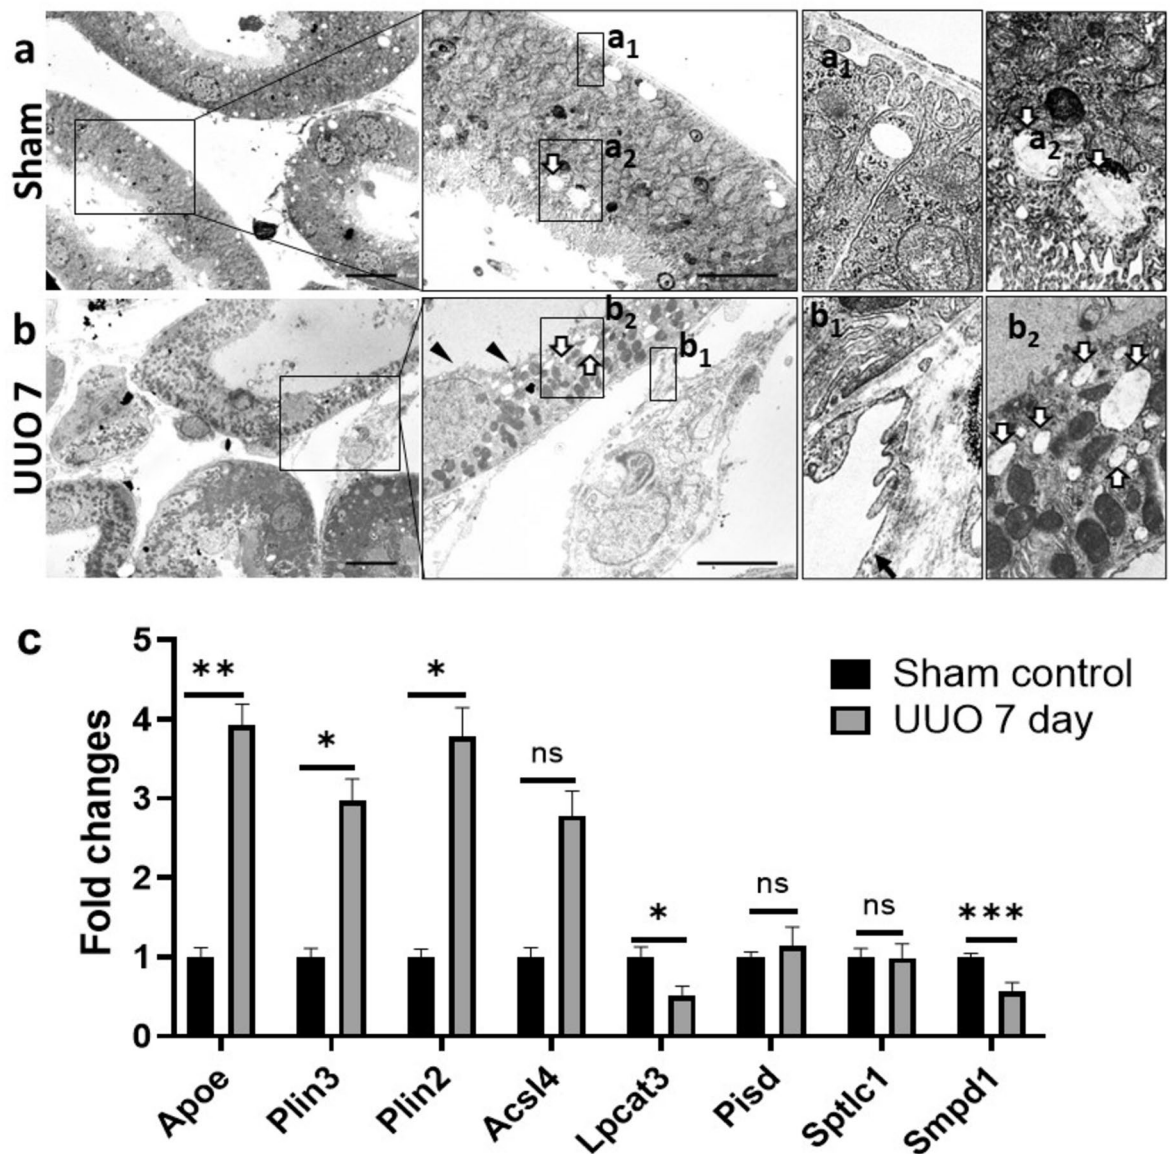 a
Sham
a1
a2
a1
a2
b
UUO 7
b2
b1
b1
b2
c
Fold changes
5
4
3
2
1
0
**
*
*
ns
*
ns
ns
***
Sham control
UUO 7 day
Apoe
Plin3
Plin2
Acsl4
Lpcat3
Pisd
Sptlc1
Smpd1